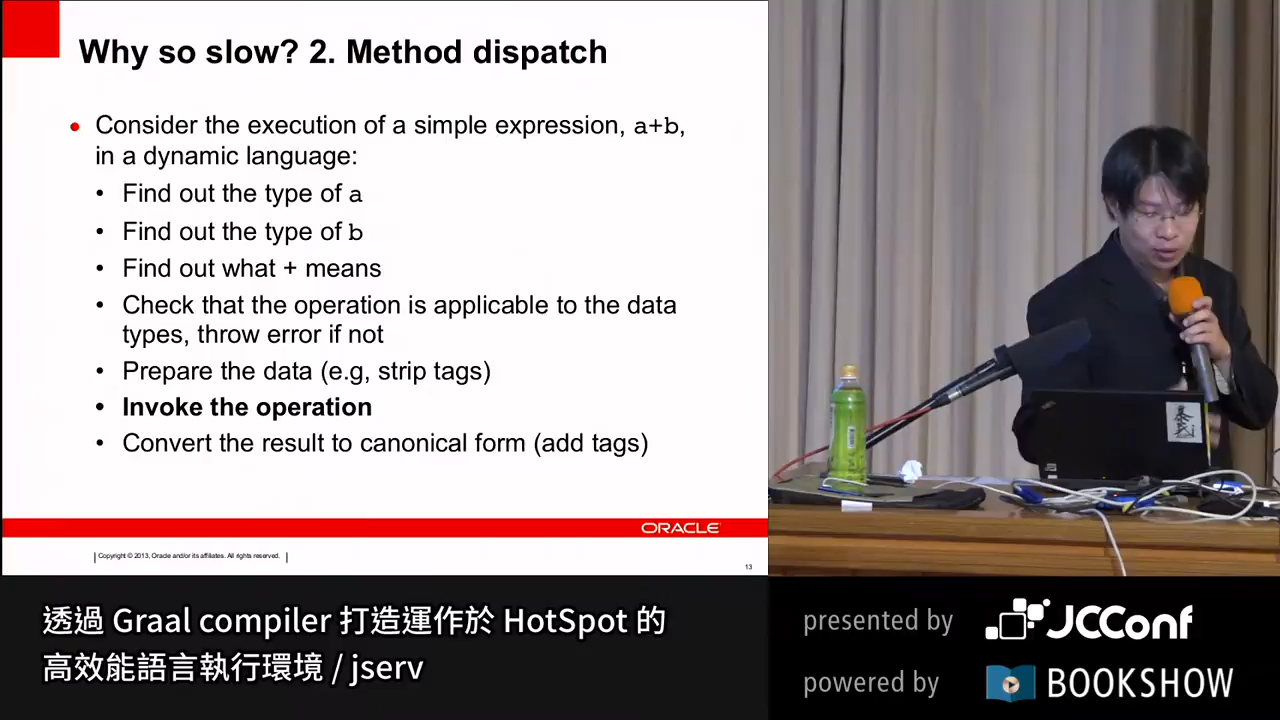 Why so slow? 2. Method dispatch
Consider the execution of a simple expression, a+b,
in a dynamic language:
Find out the type of a
Find out the type of b
Find out what + means
Check that the operation is applicable to the data
types, throw error if not
Prepare the data (e.g, strip tags)
Invoke the operation
Convert the result to canonical form (add tags)
ORACLE
Copyright © 2013, Oracle and/or its affiliates. All rights reserved.
13
透過 Graal compiler 打造運作於 HotSpot 的
高效能語言執行環境 / jserv
presented by JCConf
powered by BOOKSHOW